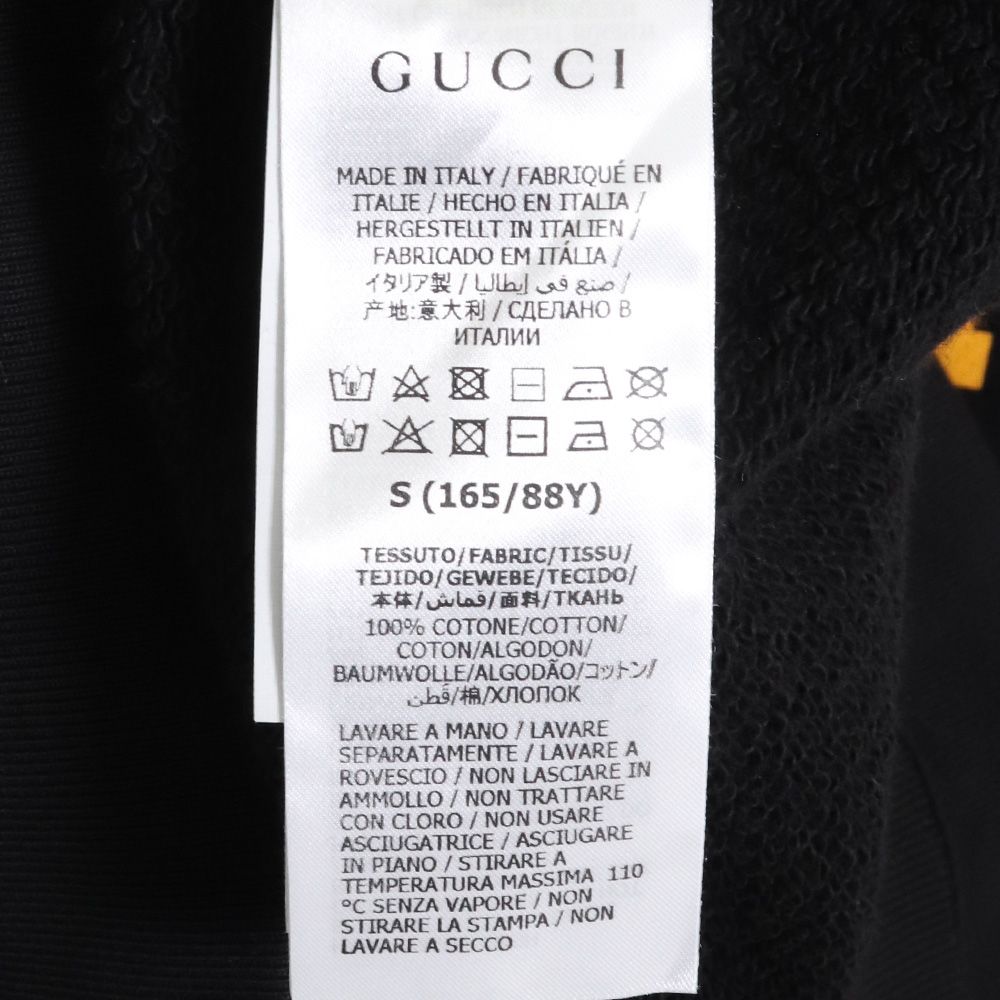 GUCCI
MADE IN ITALY / FABRIQUÉ EN
ITALIE / HECHO EN ITALIA /
HERGESTELLT IN ITALIEN /
FABRICADO EM ITÁLIA /
イタリア製 / صنع في إيطاليا /
产地:意大利 / СДЕЛАНО В
ИТАЛИИ
S (165/88Y)
TESSUTO/FABRIC/TISSU/
TEJIDO/GEWEBE/TECIDO/
本体/قماش/面料/ТКАНЬ
100% COTONE/COTTON/
COTON/ALGODON/
BAUMWOLLE/ALGODÃO/コットン/
قطن/棉/ХЛОПОК
LAVARE A MANO / LAVARE
SEPARATAMENTE / LAVARE A
ROVESCIO / NON LASCIARE IN
AMMOLLO / NON TRATTARE
CON CLORO / NON USARE
ASCIUGATRICE / ASCIUGARE
IN PIANO / STIRARE A
TEMPERATURA MASSIMA 110
°C SENZA VAPORE / NON
STIRARE LA STAMPA / NON
LAVARE A SECCO